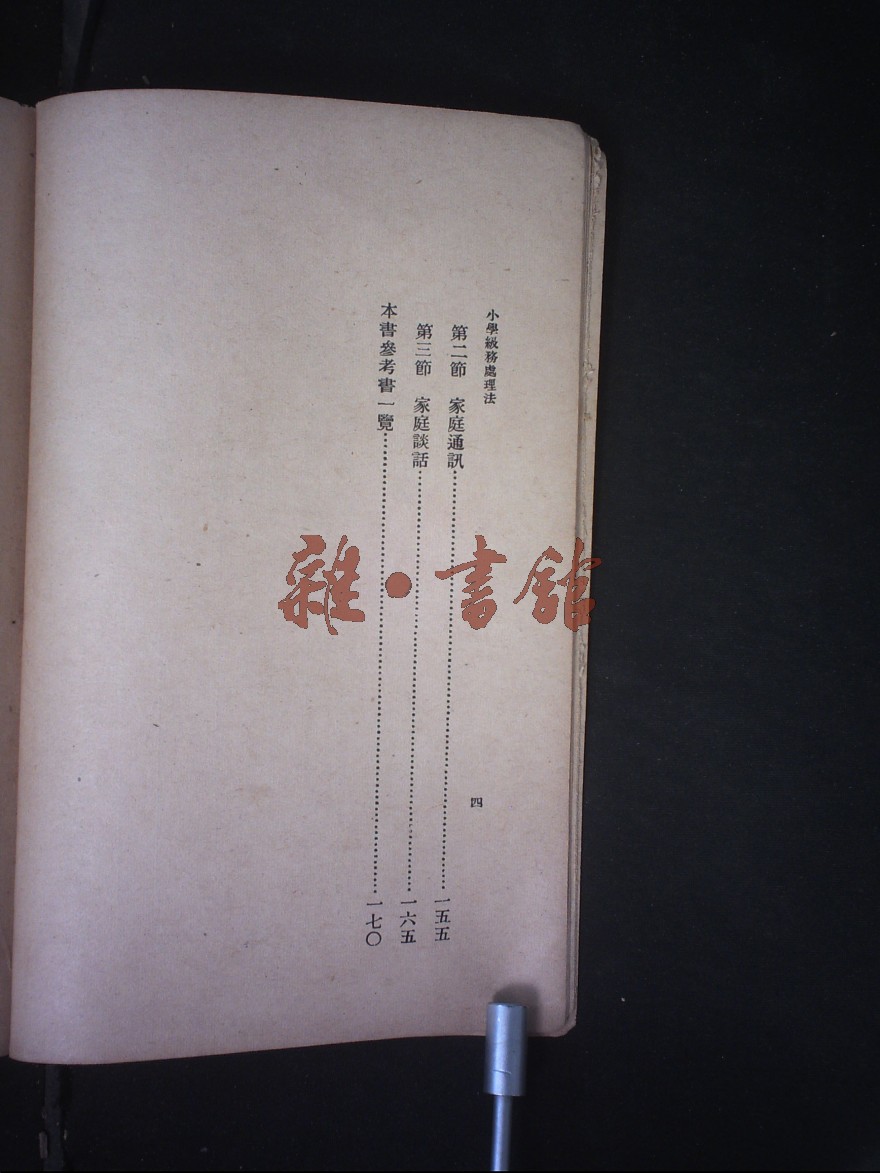 小學級務處理法
四
第二節　家庭通訊……一五五
第三節　家庭談話……一六五
本書參考書一覽……一七〇
雜·書館